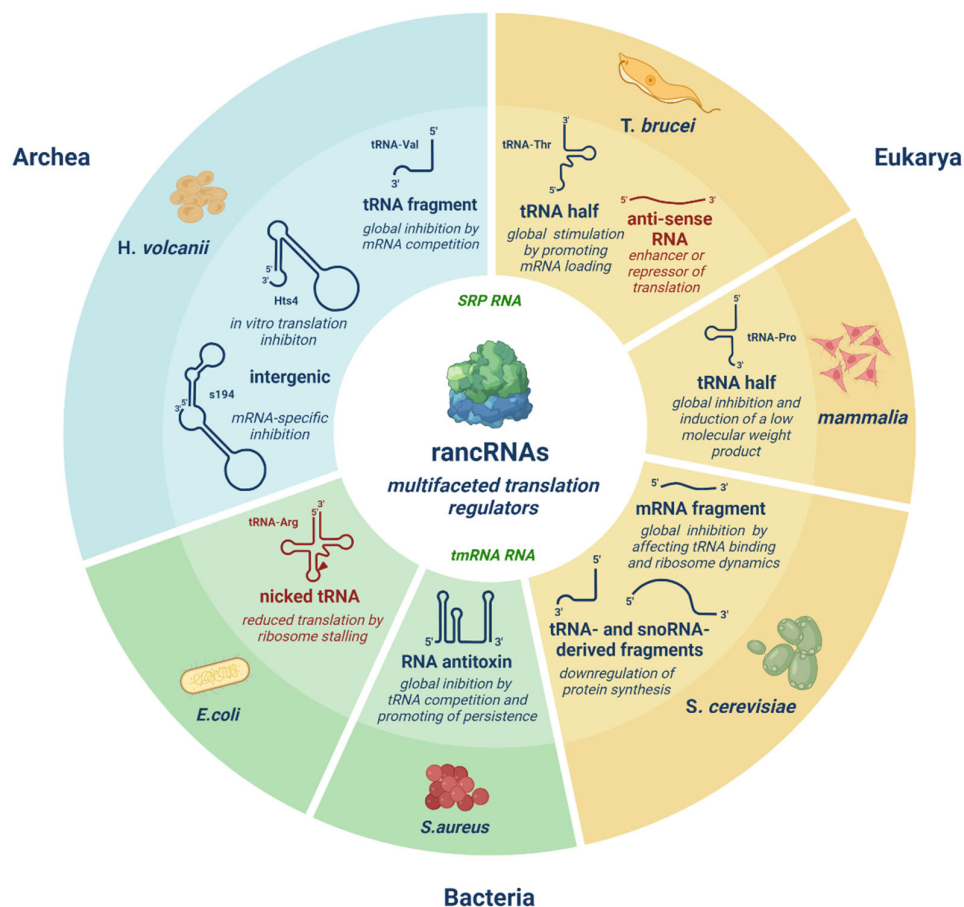 Archea
Eukarya
Bacteria
H. volcanii
tRNA-Val
5'
3'
tRNA fragment
global inhibition by
mRNA competition
5'
3'
Hts4
in vitro translation
inhibiton
intergenic
s194
3'
5'
mRNA-specific
inhibition
T. brucei
3'
tRNA-Thr
5'
tRNA half
global stimulation
by promoting
mRNA loading
5'
3'
anti-sense
RNA
enhancer or
repressor of
translation
mammalia
5'
tRNA-Pro
3'
tRNA half
global inhibition and
induction of a low
molecular weight
product
S. cerevisiae
5'
3'
mRNA fragment
global inhibition by
affecting tRNA binding
and ribosome dynamics
5'
3'
5'
3'
tRNA- and snoRNA-
derived fragments
downregulation of
protein synthesis
S.aureus
5'
3'
RNA antitoxin
global inibition by
tRNA competition and
promoting of persistence
E.coli
tRNA-Arg
5'
3'
nicked tRNA
reduced translation by
ribosome stalling
SRP RNA
rancRNAs
multifaceted translation
regulators
tmRNA RNA